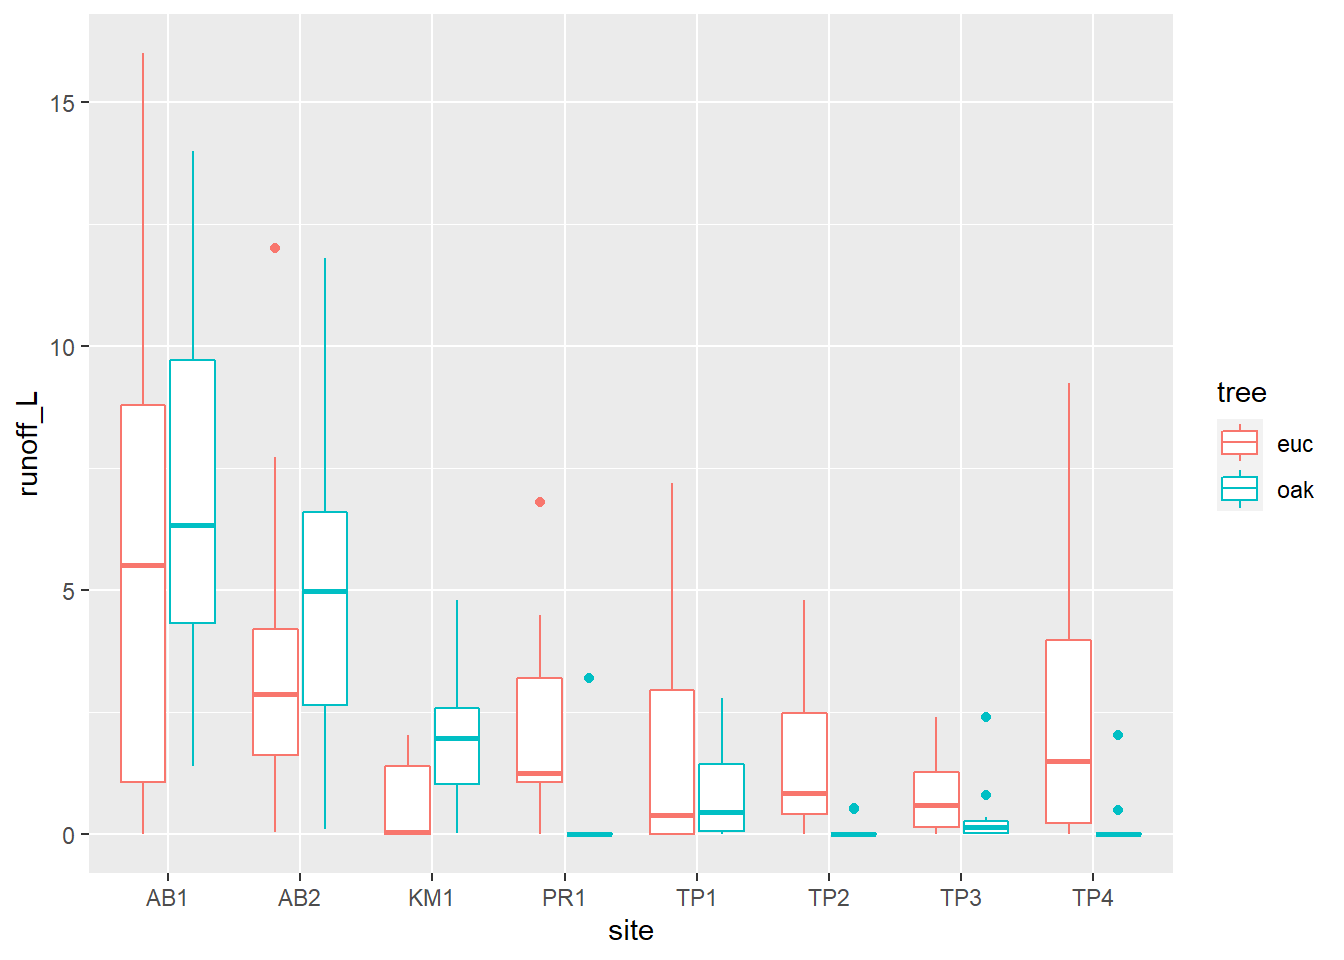 15
10
5
0
runoff_L
AB1 AB2 KM1 PR1 TP1 TP2 TP3 TP4
site
tree
euc
oak